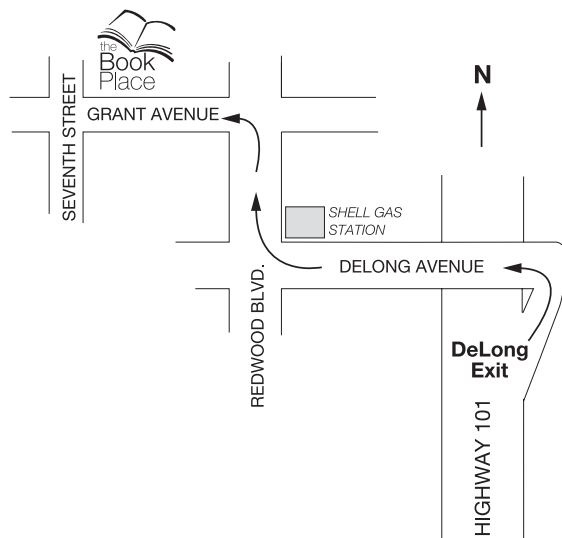 the
Book
Place
N
SEVENTH STREET
GRANT AVENUE
SHELL GAS
STATION
REDWOOD BLVD.
DELONG AVENUE
DeLong
Exit
HIGHWAY 101